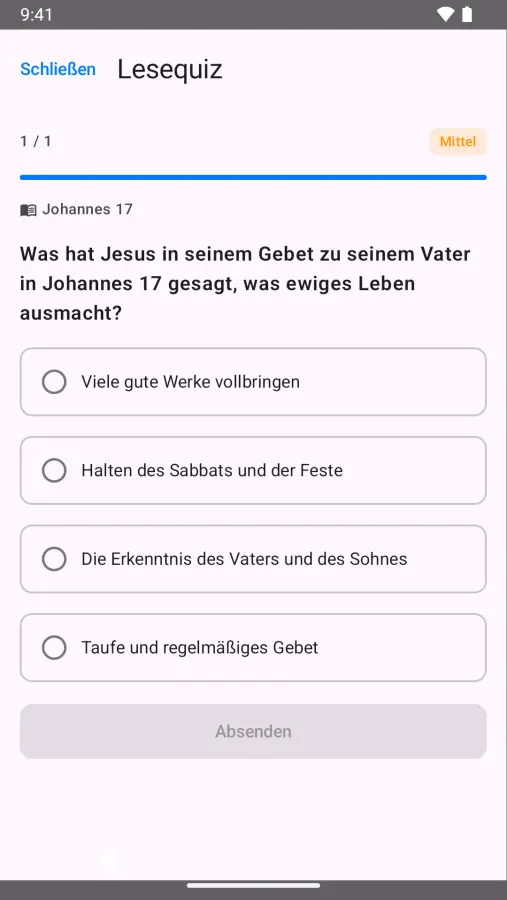 9:41
Schließen Lesequiz
1 / 1
Mittel
Johannes 17
Was hat Jesus in seinem Gebet zu seinem Vater
in Johannes 17 gesagt, was ewiges Leben
ausmacht?
Viele gute Werke vollbringen
Halten des Sabbats und der Feste
Die Erkenntnis des Vaters und des Sohnes
Taufe und regelmäßiges Gebet
Absenden